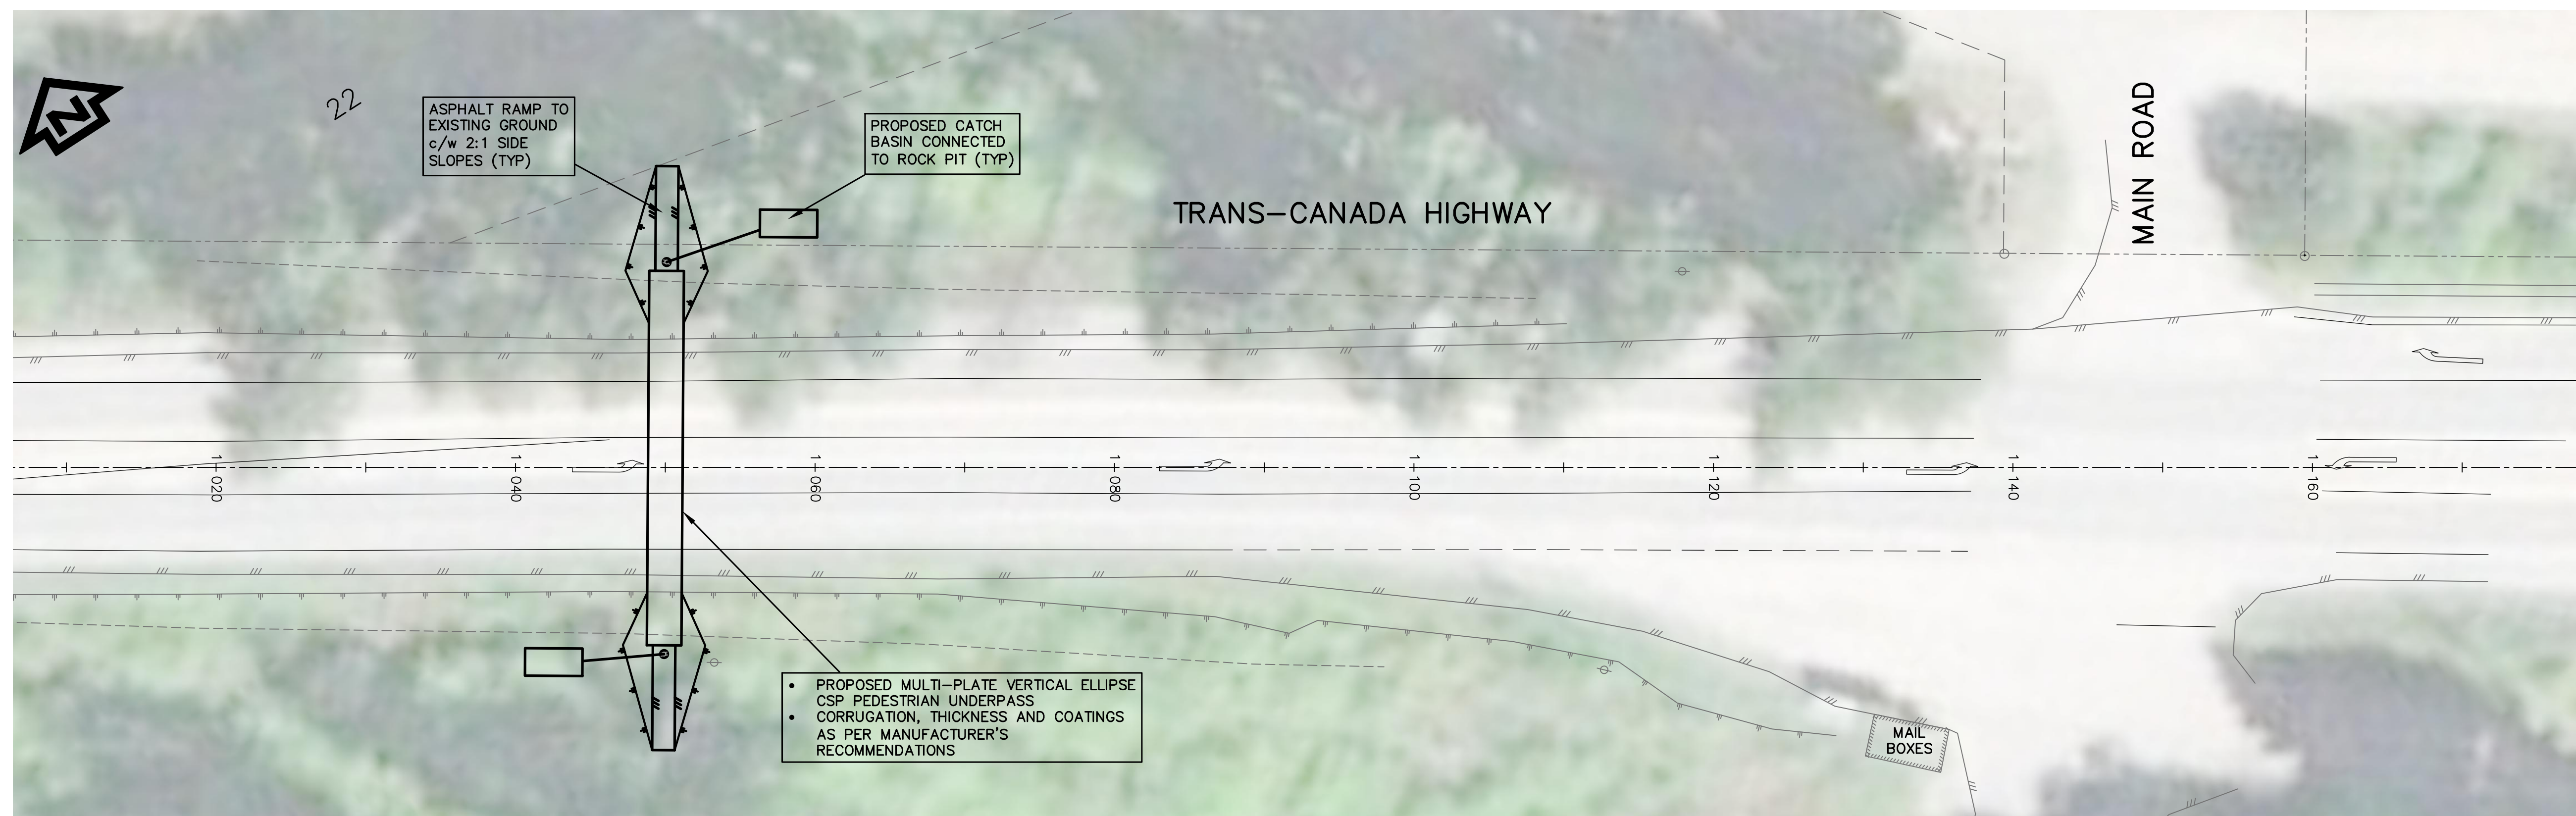 N
22
ASPHALT RAMP TO
EXISTING GROUND
c/w 2:1 SIDE
SLOPES (TYP)
PROPOSED CATCH
BASIN CONNECTED
TO ROCK PIT (TYP)
TRANS-CANADA HIGHWAY
MAIN ROAD
1 020
1 040
1 060
1 080
1 100
1 120
1 140
1 160
• PROPOSED MULTI-PLATE VERTICAL ELLIPSE
CSP PEDESTRIAN UNDERPASS
• CORRUGATION, THICKNESS AND COATINGS
AS PER MANUFACTURER'S
RECOMMENDATIONS
MAIL
BOXES